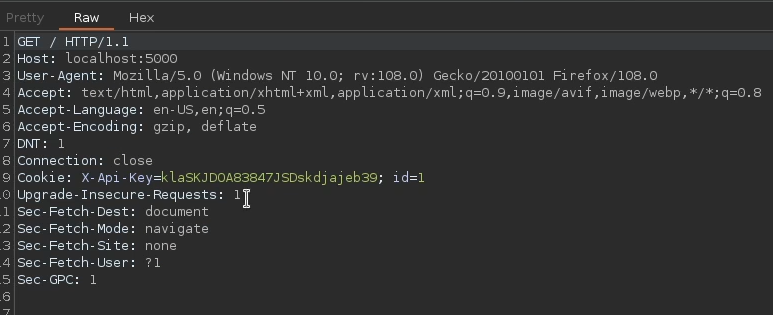 Pretty Raw Hex
1 GET / HTTP/1.1
2 Host: localhost:5000
3 User-Agent: Mozilla/5.0 (Windows NT 10.0; rv:108.0) Gecko/20100101 Firefox/108.0
4 Accept: text/html,application/xhtml+xml,application/xml;q=0.9,image/avif,image/webp,*/*;q=0.8
5 Accept-Language: en-US,en;q=0.5
6 Accept-Encoding: gzip, deflate
7 DNT: 1
8 Connection: close
9 Cookie: X-Api-Key=klaSKJDOA83847JSDskdjajeb39; id=1
10 Upgrade-Insecure-Requests: 1
11 Sec-Fetch-Dest: document
12 Sec-Fetch-Mode: navigate
13 Sec-Fetch-Site: none
14 Sec-Fetch-User: ?1
15 Sec-GPC: 1
16
17